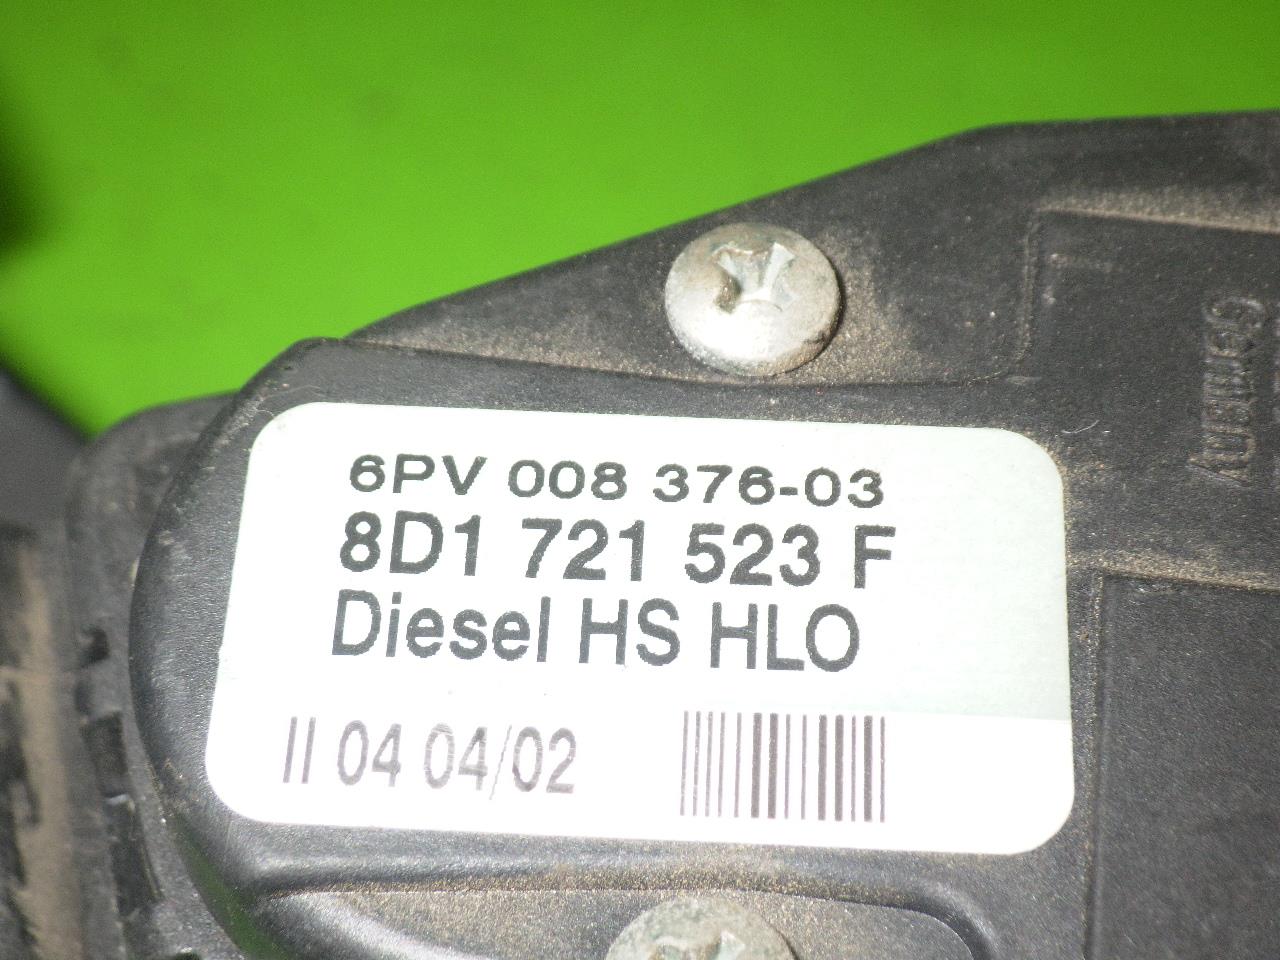 6PV 008 376-03
8D1 721 523 F
Diesel HS HLO
II 04 04/02
Germany